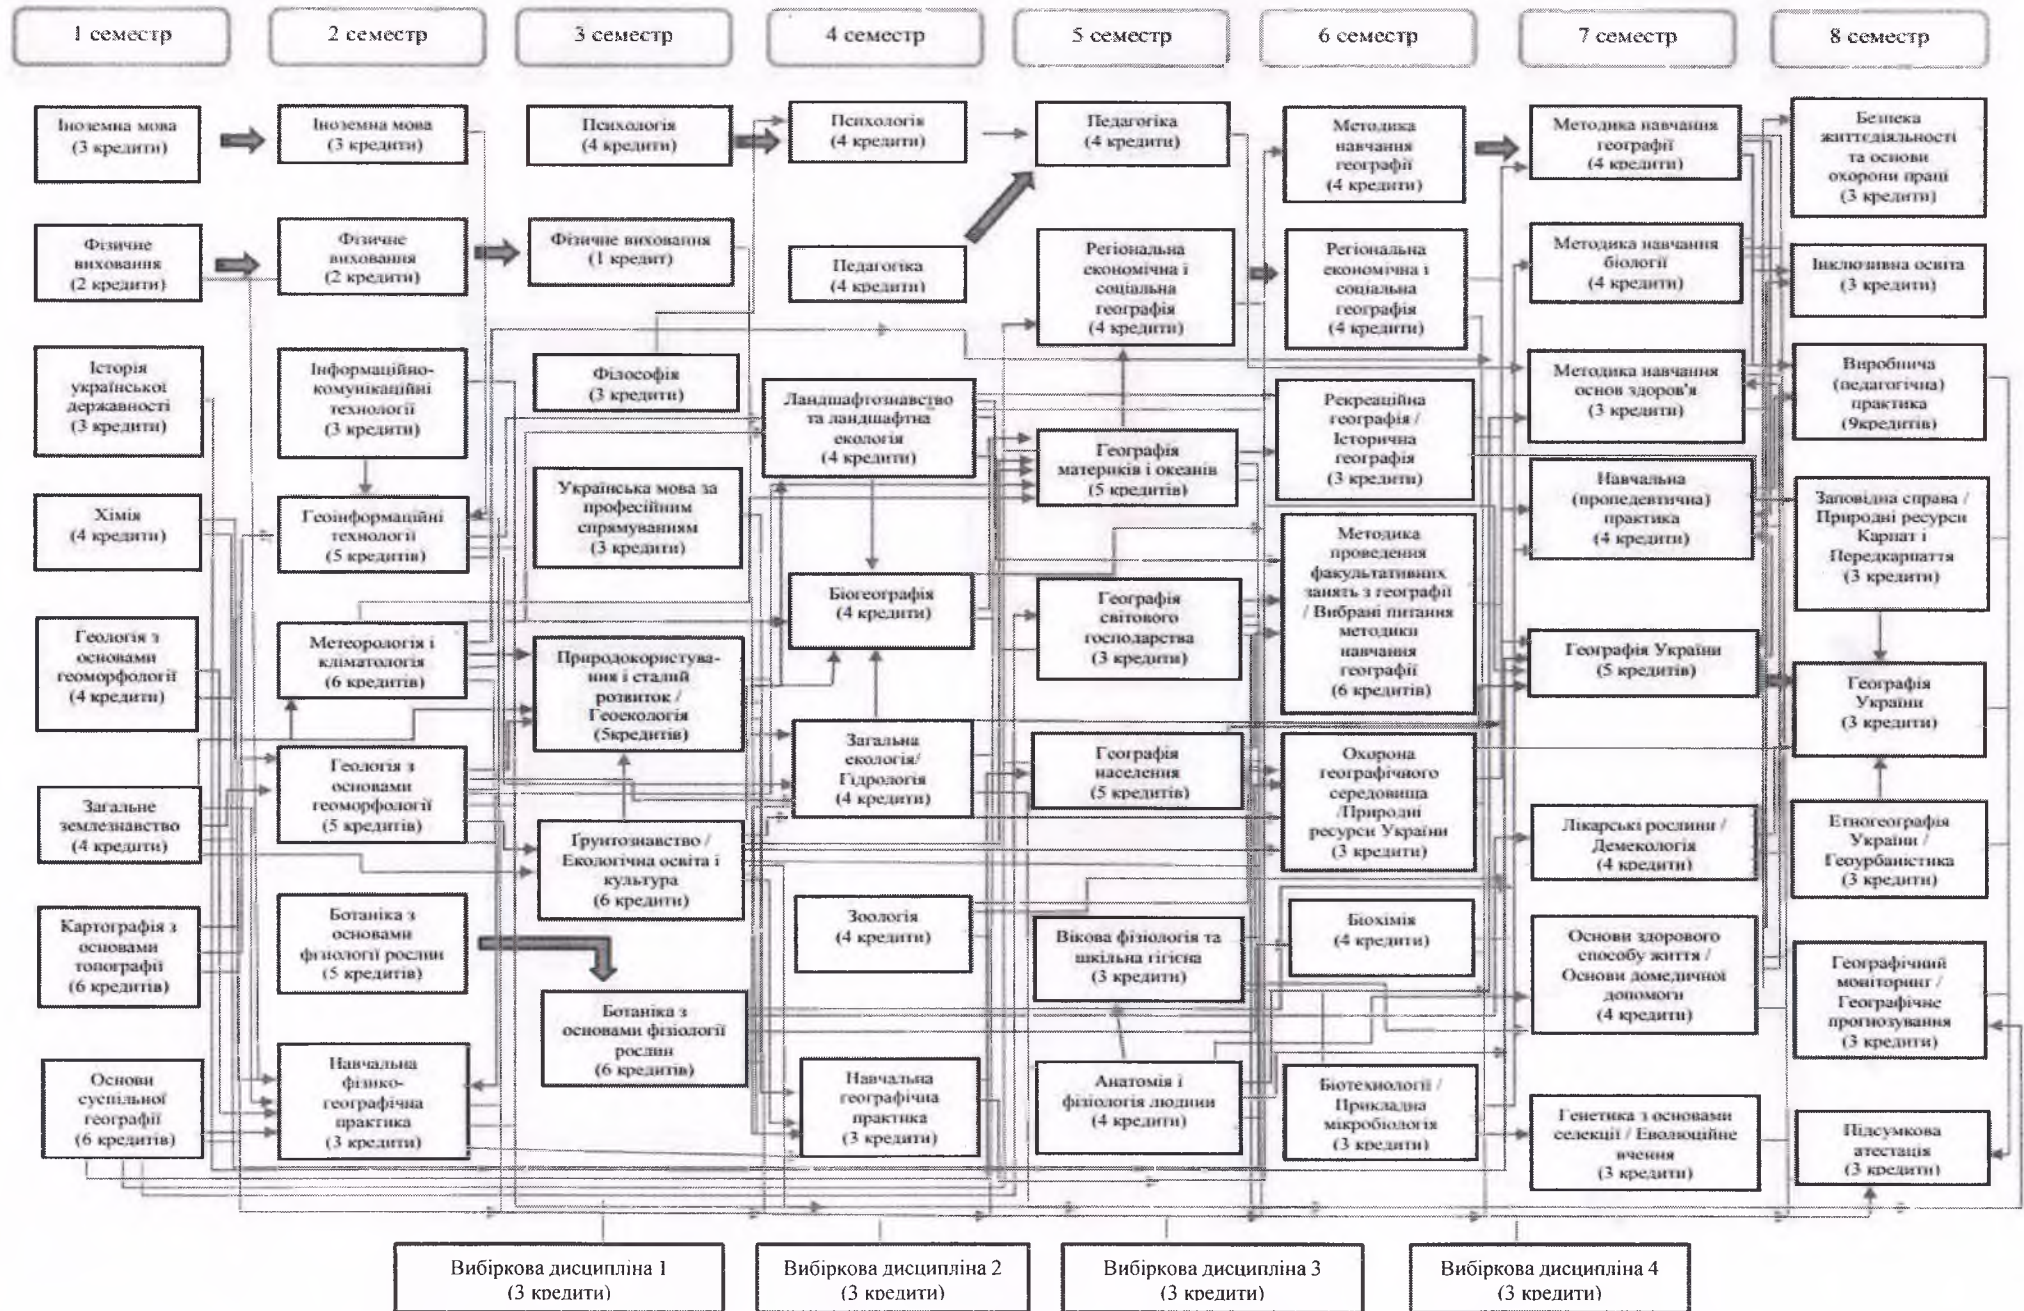 1 семестр
2 семестр
3 семестр
4 семестр
5 семестр
6 семестр
7 семестр
8 семестр
Іноземна мова
(3 кредити)
Фізичне
виховання
(2 кредити)
Історія
української
державності
(3 кредити)
Хімія
(4 кредити)
Геологія з
основами
геоморфології
(4 кредити)
Загальне
землезнавство
(4 кредити)
Картографія з
основами
топографії
(6 кредитів)
Основи
суспільної
географії
(6 кредитів)
Іноземна мова
(3 кредити)
Фізичне
виховання
(2 кредити)
Інформаційно-
комунікаційні
технології
(3 кредити)
Геоінформаційні
технології
(5 кредитів)
Метеорологія і
кліматологія
(6 кредитів)
Геологія з
основами
геоморфології
(5 кредитів)
Ботаніка з
основами
фізіології рослин
(5 кредитів)
Навчальна
фізико-
географічна
практика
(3 кредити)
Психологія
(4 кредити)
Фізичне виховання
(1 кредит)
Філософія
(3 кредити)
Українська мова за
професійним
спрямуванням
(3 кредити)
Природокористува-
ння і сталий
розвиток /
Геоекологія
(5кредитів)
Ґрунтознавство /
Екологічна освіта і
культура
(6 кредити)
Ботаніка з
основами фізіології
рослин
(6 кредитів)
Психологія
(4 кредити)
Педагогіка
(4 кредити)
Ландшафтознавство
та ландшафтна
екологія
(4 кредити)
Біогеографія
(4 кредити)
Загальна
екологія/
Гідрологія
(4 кредити)
Зоологія
(4 кредити)
Навчальна
географічна
практика
(3 кредити)
Педагогіка
(4 кредити)
Регіональна
економічна і
соціальна
географія
(4 кредити)
Географія
материків і океанів
(5 кредитів)
Географія
світового
господарства
(3 кредити)
Географія
населення
(5 кредитів)
Вікова фізіологія та
шкільна гігієна
(3 кредити)
Анатомія і
фізіологія людини
(4 кредити)
Методика
навчання
географії
(4 кредити)
Регіональна
економічна і
соціальна
географія
(4 кредити)
Рекреаційна
географія /
Історична
географія
(3 кредити)
Методика
проведення
факультативних
занять з географії
/ Вибрані питання
методики
навчання
географії
(6 кредитів)
Охорона
географічного
середовища
/Природні
ресурси України
(3 кредити)
Біохімія
(4 кредити)
Біотехнології /
Прикладна
мікробіологія
(3 кредити)
Методика навчання
географії
(4 кредити)
Методика навчання
біології
(4 кредити)
Методика навчання
основ здоров'я
(3 кредити)
Навчальна
(пропедевтична)
практика
(4 кредити)
Географія України
(5 кредитів)
Лікарські рослини /
Демекологія
(4 кредити)
Основи здорового
способу життя /
Основи домедичної
допомоги
(4 кредити)
Генетика з основами
селекції / Еволюційне
вчення
(3 кредити)
Безпека
життєдіяльності
та основи
охорони праці
(3 кредити)
Інклюзивна освіта
(3 кредити)
Виробнича
(педагогічна)
практика
(9кредитів)
Заповідна справа /
Природні ресурси
Карпат і
Передкарпаття
(3 кредити)
Географія
України
(3 кредити)
Етногеографія
України /
Геоурбаністика
(3 кредити)
Географічний
моніторинг /
Географічне
прогнозування
(3 кредити)
Підсумкова
атестація
(3 кредити)
Вибіркова дисципліна 1
(3 кредити)
Вибіркова дисципліна 2
(3 кредити)
Вибіркова дисципліна 3
(3 кредити)
Вибіркова дисципліна 4
(3 кредити)